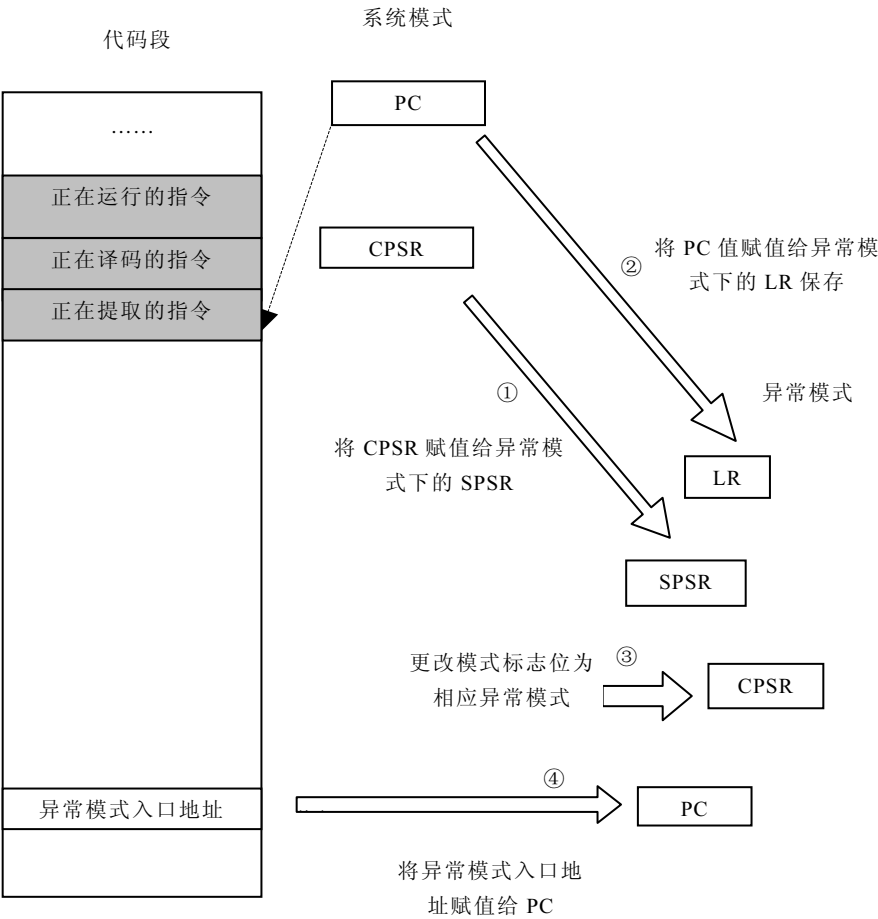 系统模式
代码段
PC
……
正在运行的指令
CPSR
正在译码的指令
② 将 PC 值赋值给异常模
式下的 LR 保存
正在提取的指令
①
异常模式
将 CPSR 赋值给异常模
式下的 SPSR
LR
SPSR
更改模式标志位为
相应异常模式
③
CPSR
④
异常模式入口地址
PC
将异常模式入口地
址赋值给 PC